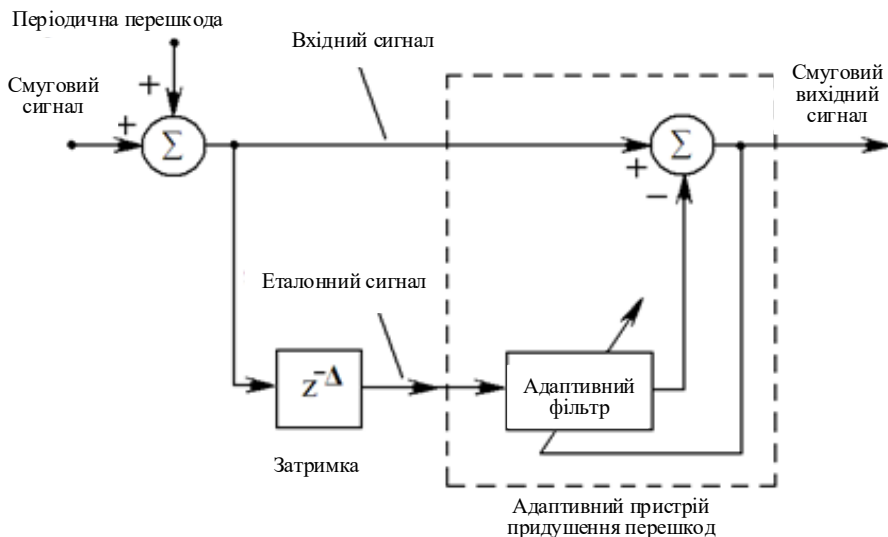 Періодична перешкода
Вхідний сигнал
Смуговий
сигнал
Смуговий
вихідний
сигнал
+
+
Σ
Σ
+
−
Еталонний сигнал
z^-Δ
Адаптивний
фільтр
Затримка
Адаптивний пристрій
придушення перешкод